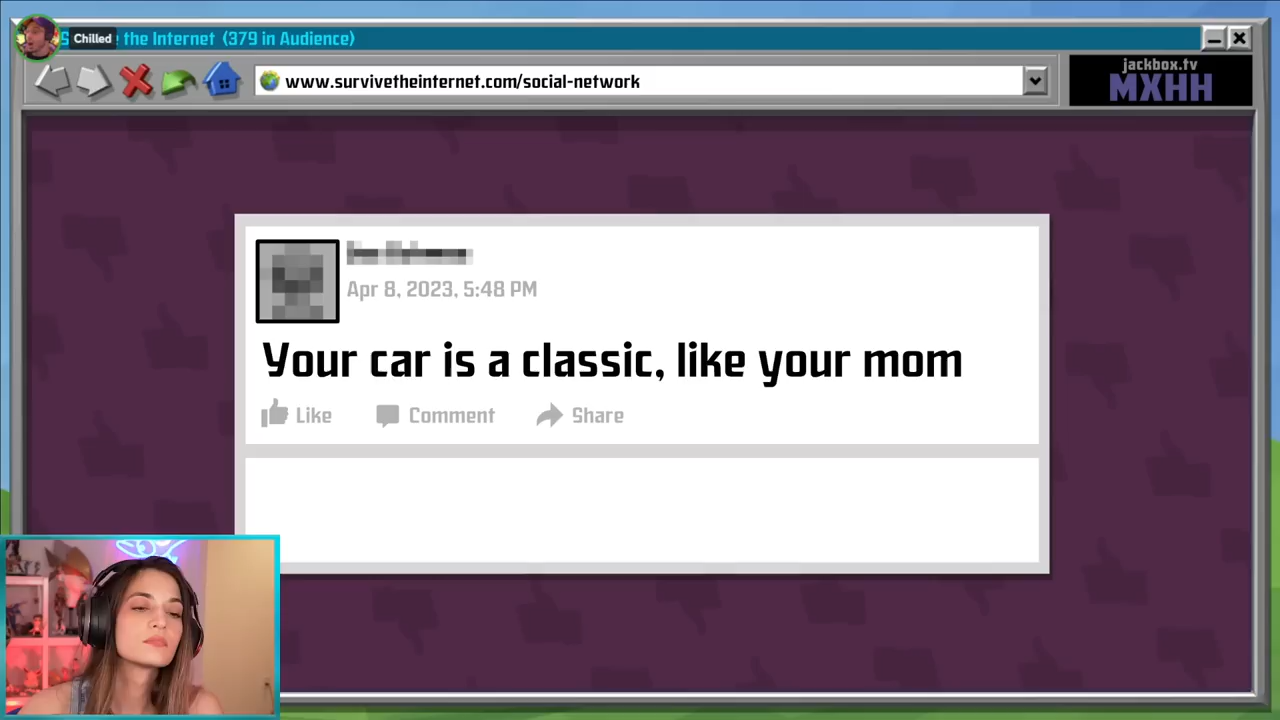 Chilled
the Internet (379 in Audience)
www.survivetheinternet.com/social-network
jackbox.tv
MXHH
Apr 8, 2023, 5:48 PM
Your car is a classic, like your mom
Like
Comment
Share